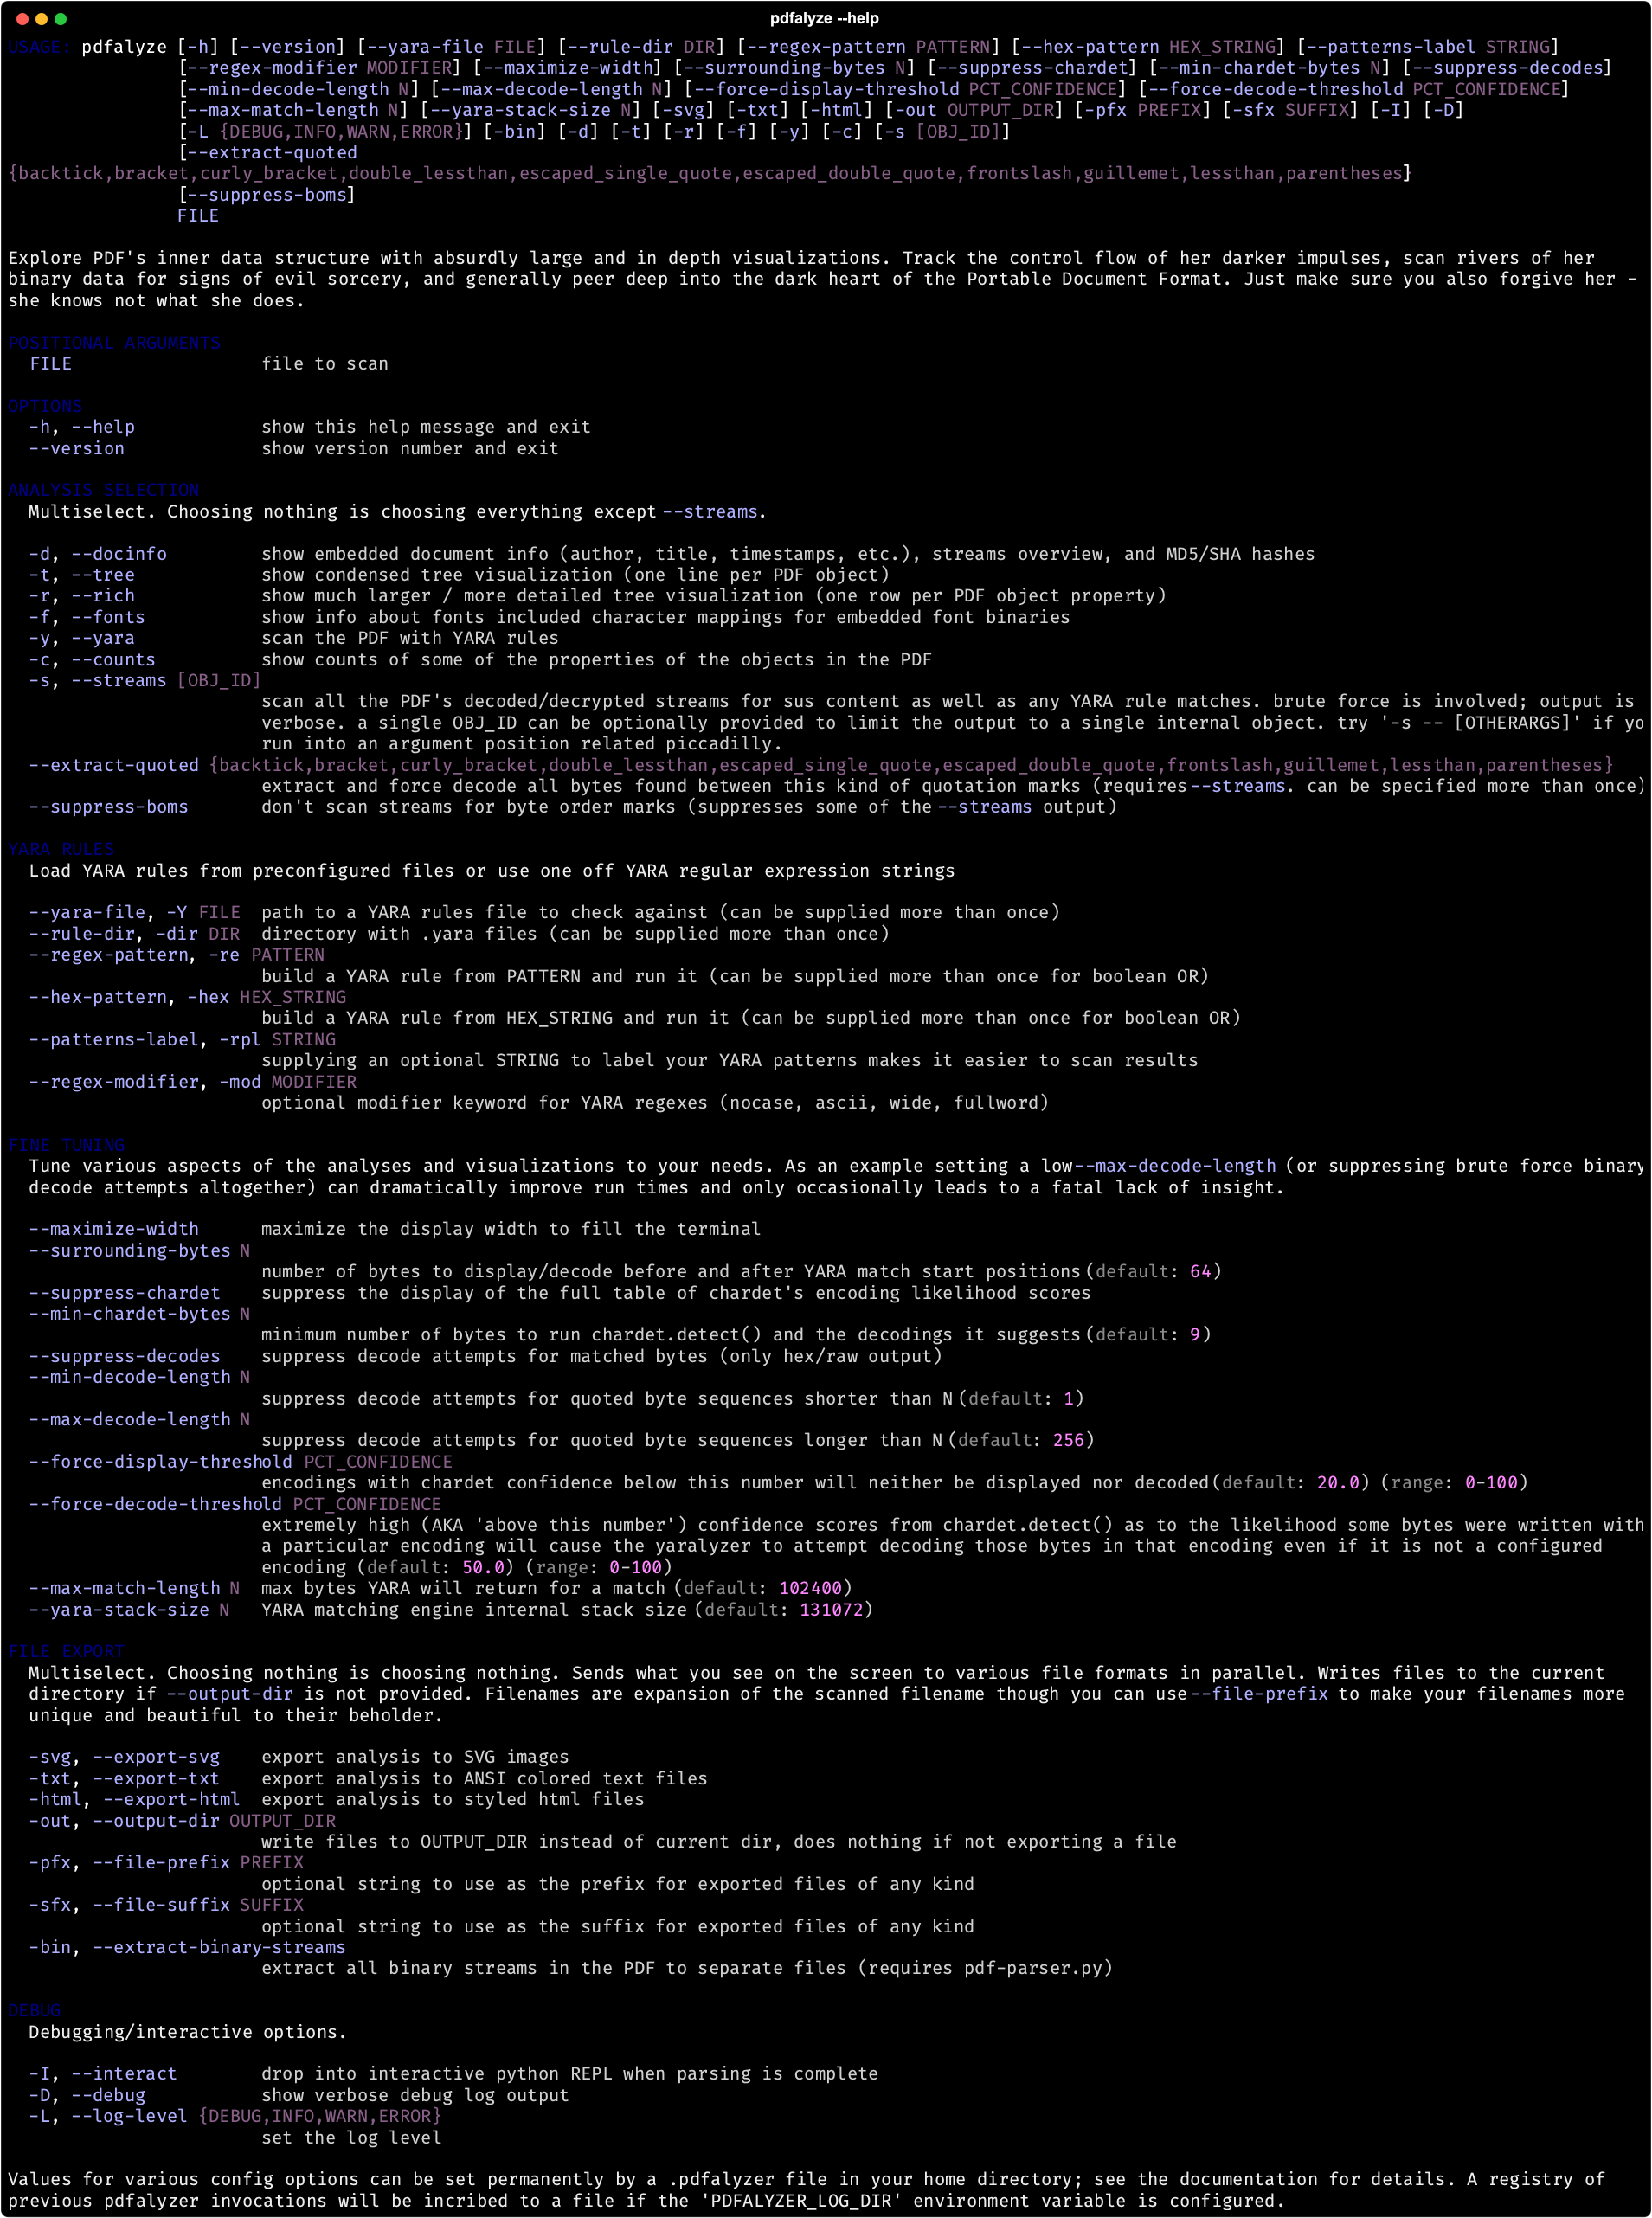 pdfalyze --help
USAGE: pdfalyze [-h] [--version] [--yara-file FILE] [--rule-dir DIR] [--regex-pattern PATTERN] [--hex-pattern HEX_STRING] [--patterns-label STRING]
[--regex-modifier MODIFIER] [--maximize-width] [--surrounding-bytes N] [--suppress-chardet] [--min-chardet-bytes N] [--suppress-decodes]
[--min-decode-length N] [--max-decode-length N] [--force-display-threshold PCT_CONFIDENCE] [--force-decode-threshold PCT_CONFIDENCE]
[--max-match-length N] [--yara-stack-size N] [-svg] [-txt] [-html] [-out OUTPUT_DIR] [-pfx PREFIX] [-sfx SUFFIX] [-I] [-D]
[-L {DEBUG,INFO,WARN,ERROR}] [-bin] [-d] [-t] [-r] [-f] [-y] [-c] [-s [OBJ_ID]]
[--extract-quoted
{backtick,bracket,curly_bracket,double_lessthan,escaped_single_quote,escaped_double_quote,frontslash,guillemet,lessthan,parentheses}]
[--suppress-boms]
FILE
Explore PDF's inner data structure with absurdly large and in depth visualizations. Track the control flow of her darker impulses, scan rivers of her
binary data for signs of evil sorcery, and generally peer deep into the dark heart of the Portable Document Format. Just make sure you also forgive her -
she knows not what she does.
POSITIONAL ARGUMENTS
FILE file to scan
OPTIONS
-h, --help show this help message and exit
--version show version number and exit
ANALYSIS SELECTION
Multiselect. Choosing nothing is choosing everything except --streams.
-d, --docinfo show embedded document info (author, title, timestamps, etc.), streams overview, and MD5/SHA hashes
-t, --tree show condensed tree visualization (one line per PDF object)
-r, --rich show much larger / more detailed tree visualization (one row per PDF object property)
-f, --fonts show info about fonts included character mappings for embedded font binaries
-y, --yara scan the PDF with YARA rules
-c, --counts show counts of some of the properties of the objects in the PDF
-s, --streams [OBJ_ID]
scan all the PDF's decoded/decrypted streams for sus content as well as any YARA rule matches. brute force is involved; output is
verbose. a single OBJ_ID can be optionally provided to limit the output to a single internal object. try '-s -- [OTHERARGS]' if yo
run into an argument position related piccadilly.
--extract-quoted {backtick,bracket,curly_bracket,double_lessthan,escaped_single_quote,escaped_double_quote,frontslash,guillemet,lessthan,parentheses}
extract and force decode all bytes found between this kind of quotation marks (requires --streams. can be specified more than once)
--suppress-boms don't scan streams for byte order marks (suppresses some of the --streams output)
YARA RULES
Load YARA rules from preconfigured files or use one off YARA regular expression strings
--yara-file, -Y FILE path to a YARA rules file to check against (can be supplied more than once)
--rule-dir, -dir DIR directory with .yara files (can be supplied more than once)
--regex-pattern, -re PATTERN
build a YARA rule from PATTERN and run it (can be supplied more than once for boolean OR)
--hex-pattern, -hex HEX_STRING
build a YARA rule from HEX_STRING and run it (can be supplied more than once for boolean OR)
--patterns-label, -rpl STRING
supplying an optional STRING to label your YARA patterns makes it easier to scan results
--regex-modifier, -mod MODIFIER
optional modifier keyword for YARA regexes (nocase, ascii, wide, fullword)
FINE TUNING
Tune various aspects of the analyses and visualizations to your needs. As an example setting a low --max-decode-length (or suppressing brute force binary
decode attempts altogether) can dramatically improve run times and only occasionally leads to a fatal lack of insight.
--maximize-width maximize the display width to fill the terminal
--surrounding-bytes N
number of bytes to display/decode before and after YARA match start positions (default: 64)
--suppress-chardet suppress the display of the full table of chardet's encoding likelihood scores
--min-chardet-bytes N
minimum number of bytes to run chardet.detect() and the decodings it suggests (default: 9)
--suppress-decodes suppress decode attempts for matched bytes (only hex/raw output)
--min-decode-length N
suppress decode attempts for quoted byte sequences shorter than N (default: 1)
--max-decode-length N
suppress decode attempts for quoted byte sequences longer than N (default: 256)
--force-display-threshold PCT_CONFIDENCE
encodings with chardet confidence below this number will neither be displayed nor decoded (default: 20.0) (range: 0-100)
--force-decode-threshold PCT_CONFIDENCE
extremely high (AKA 'above this number') confidence scores from chardet.detect() as to the likelihood some bytes were written with
a particular encoding will cause the yaralyzer to attempt decoding those bytes in that encoding even if it is not a configured
encoding (default: 50.0) (range: 0-100)
--max-match-length N max bytes YARA will return for a match (default: 102400)
--yara-stack-size N YARA matching engine internal stack size (default: 131072)
FILE EXPORT
Multiselect. Choosing nothing is choosing nothing. Sends what you see on the screen to various file formats in parallel. Writes files to the current
directory if --output-dir is not provided. Filenames are expansion of the scanned filename though you can use --file-prefix to make your filenames more
unique and beautiful to their beholder.
-svg, --export-svg export analysis to SVG images
-txt, --export-txt export analysis to ANSI colored text files
-html, --export-html export analysis to styled html files
-out, --output-dir OUTPUT_DIR
write files to OUTPUT_DIR instead of current dir, does nothing if not exporting a file
-pfx, --file-prefix PREFIX
optional string to use as the prefix for exported files of any kind
-sfx, --file-suffix SUFFIX
optional string to use as the suffix for exported files of any kind
-bin, --extract-binary-streams
extract all binary streams in the PDF to separate files (requires pdf-parser.py)
DEBUG
Debugging/interactive options.
-I, --interact drop into interactive python REPL when parsing is complete
-D, --debug show verbose debug log output
-L, --log-level {DEBUG,INFO,WARN,ERROR}
set the log level
Values for various config options can be set permanently by a .pdfalyzer file in your home directory; see the documentation for details. A registry of
previous pdfalyzer invocations will be incribed to a file if the 'PDFALYZER_LOG_DIR' environment variable is configured.